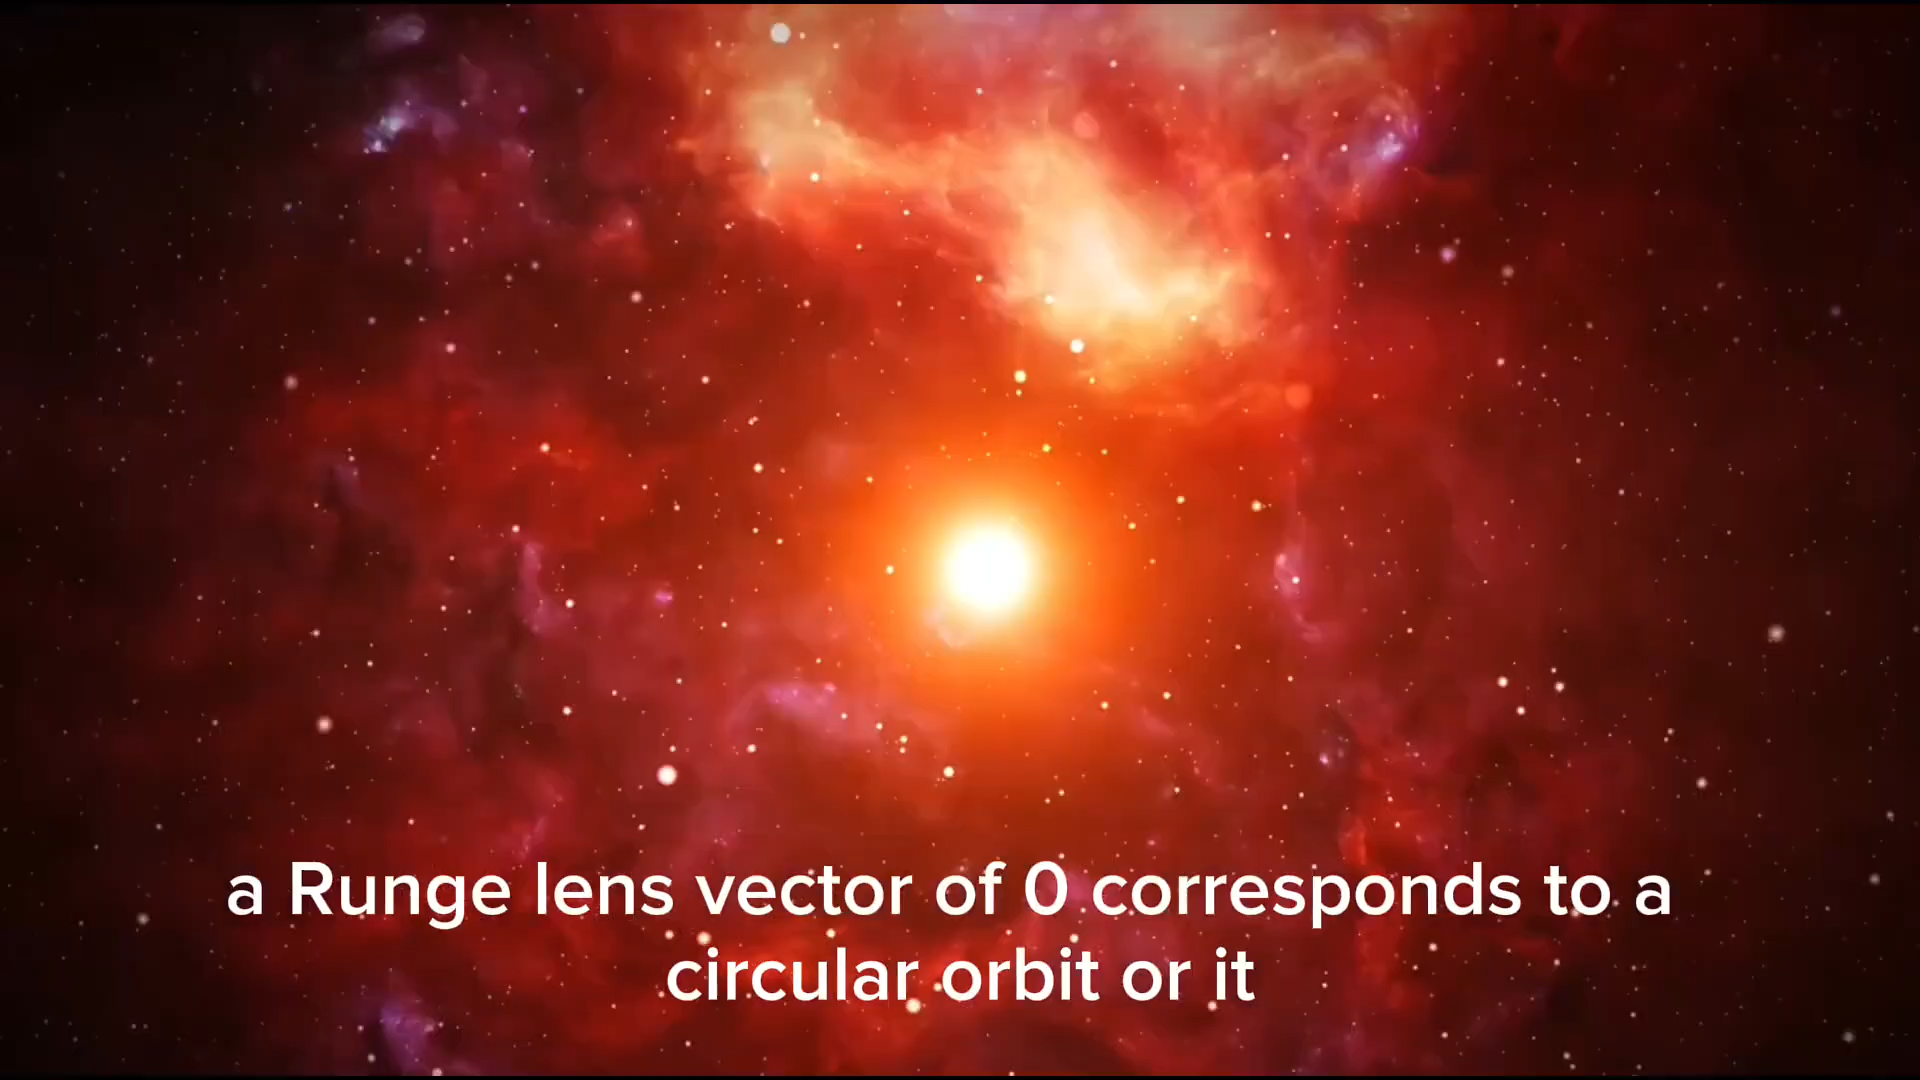 a Runge lens vector of 0 corresponds to a
circular orbit or it